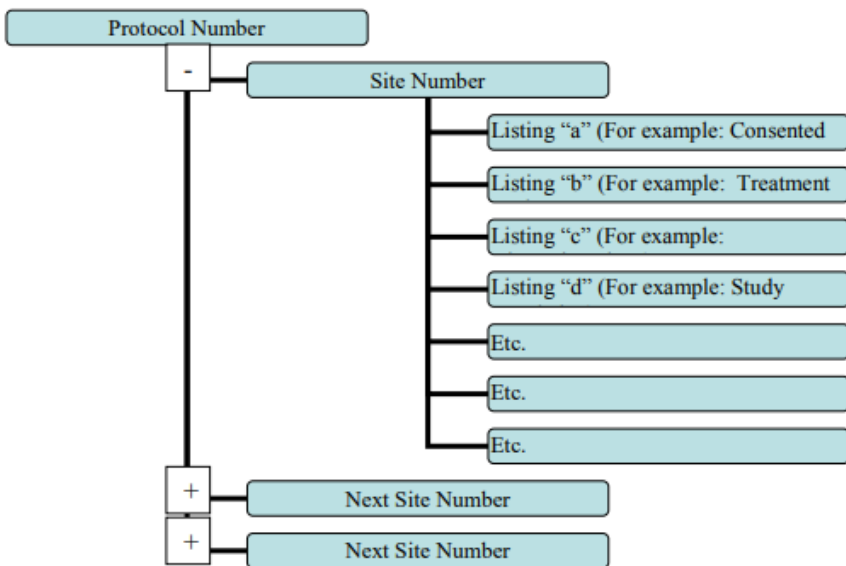 Protocol Number
-
Site Number
Listing “a” (For example: Consented
Listing “b” (For example:  Treatment
Listing “c” (For example:
Listing “d” (For example: Study
Etc.
Etc.
Etc.
+
Next Site Number
+
Next Site Number